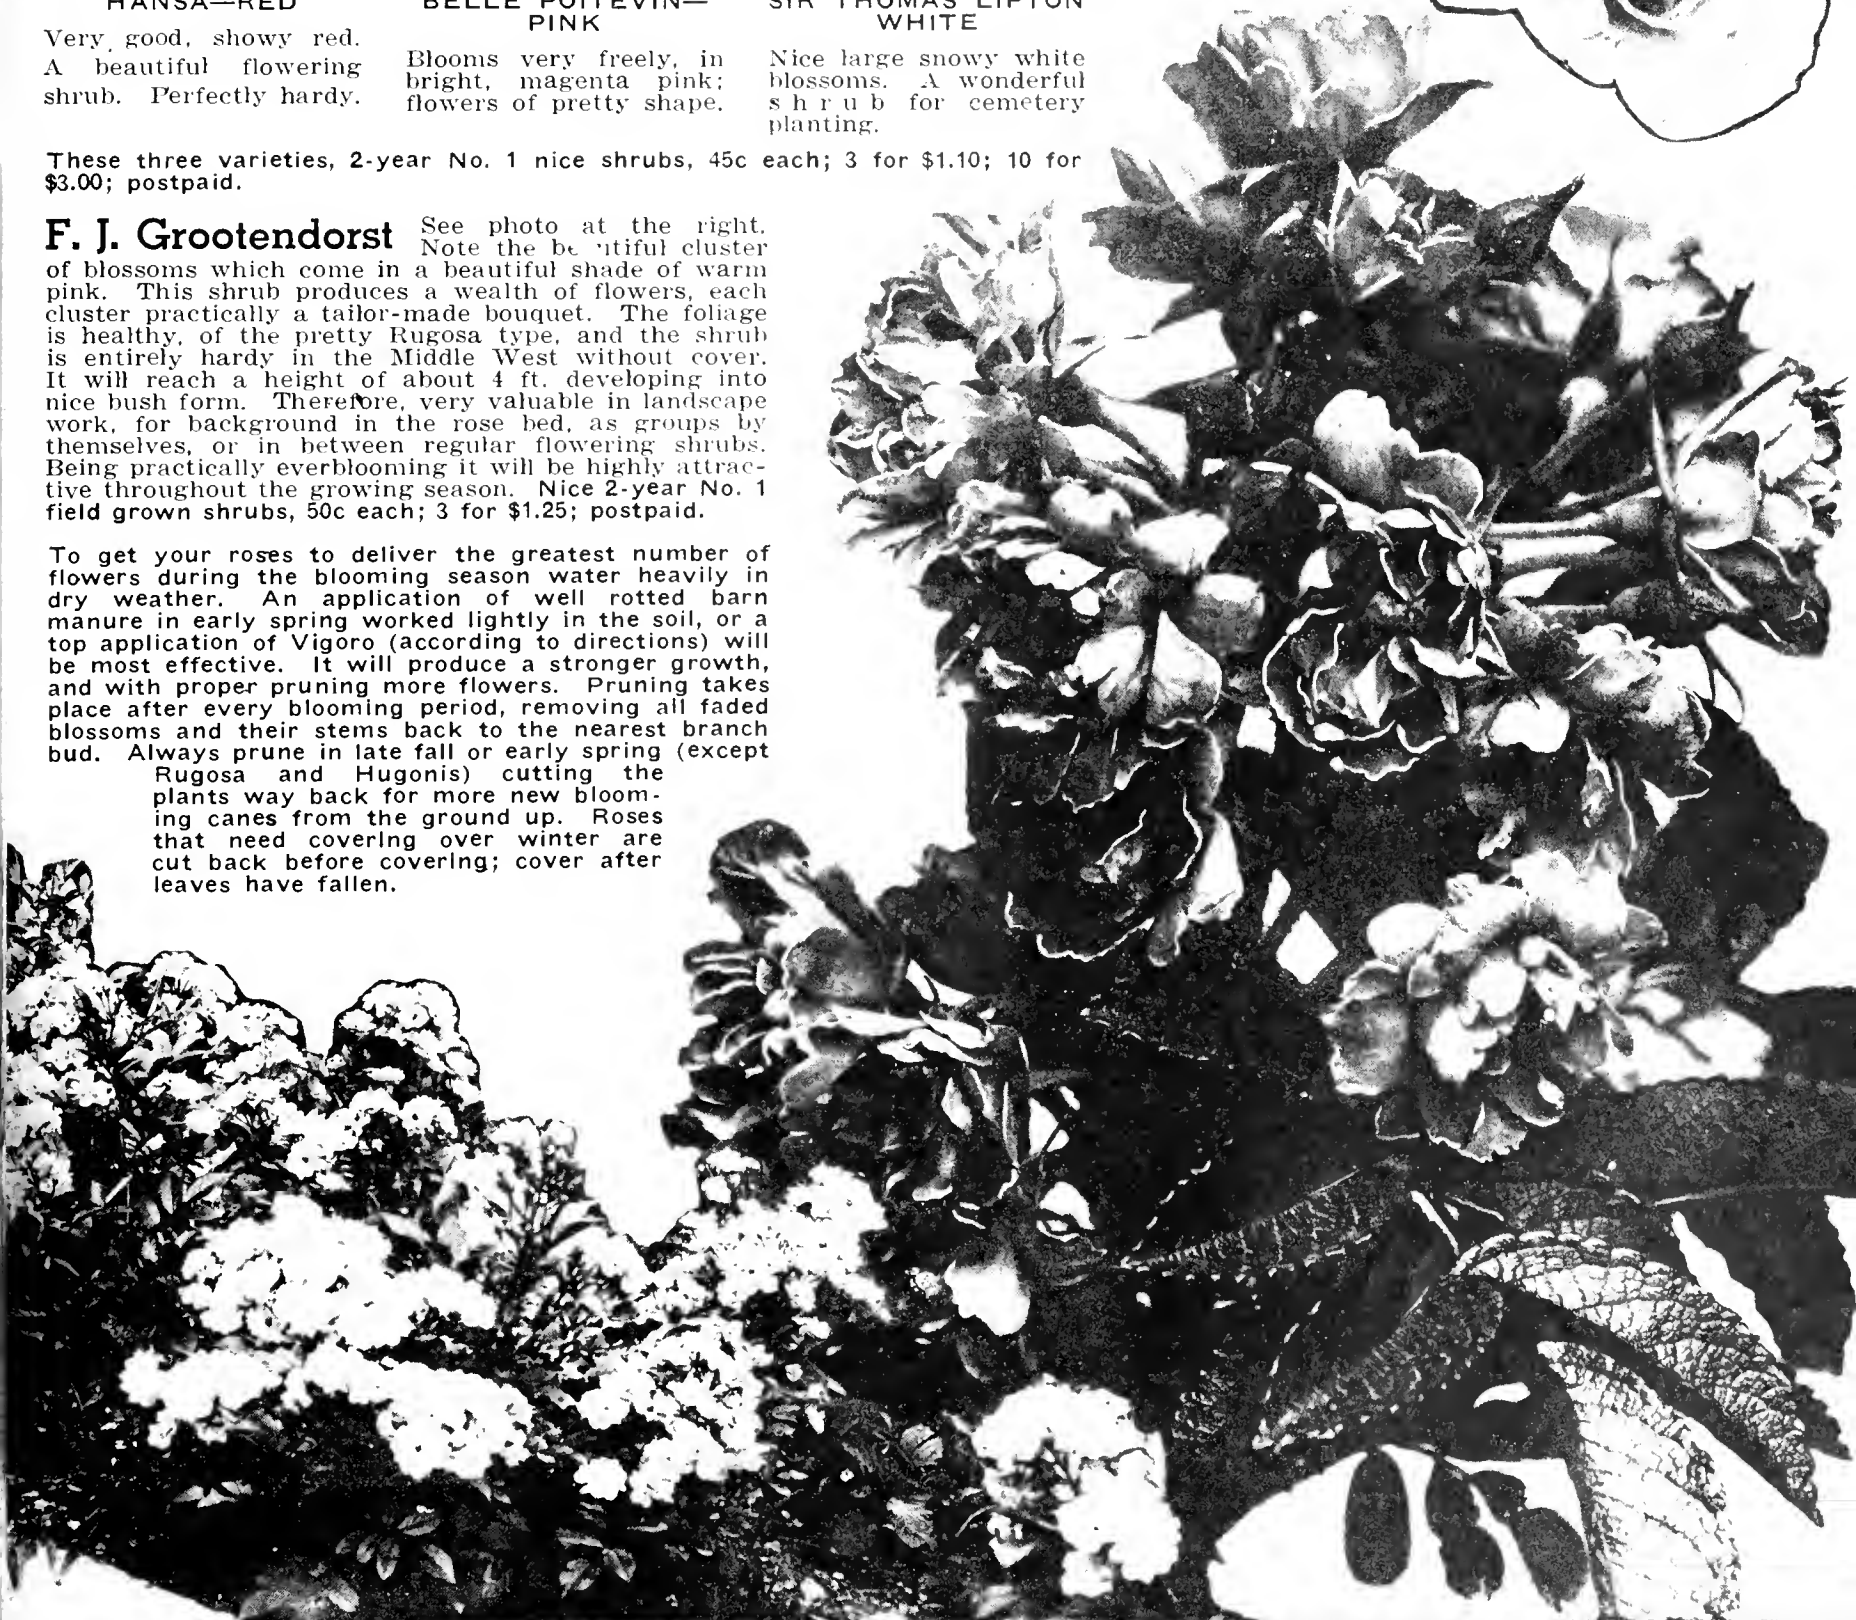 HANSA—RED
Very good, showy red.
A beautiful flowering
shrub. Perfectly hardy.
BELLE POITEVIN—
PINK
Blooms very freely, in
bright, magenta pink;
flowers of pretty shape.
SIR THOMAS LIPTON
WHITE
Nice large snowy white
blossoms. A wonderful
shrub for cemetery
planting.
These three varieties, 2-year No. 1 nice shrubs, 45c each; 3 for $1.10; 10 for
$3.00; postpaid.
F. J. Grootendorst See photo at the right.
Note the cluster
of blossoms which come in a beautiful shade of warm
pink. This shrub produces a wealth of flowers, each
cluster practically a tailor-made bouquet. The foliage
is healthy, of the pretty Rugosa type, and the shrub
is entirely hardy in the Middle West without cover.
It will reach a height of about 4 ft. developing into
nice bush form. Therefore, very valuable in landscape
work, for background in the rose bed, as groups by
themselves, or in between regular flowering shrubs.
Being practically everblooming it will be highly attrac-
tive throughout the growing season. Nice 2-year No. 1
field grown shrubs, 50c each; 3 for $1.25; postpaid.
To get your roses to deliver the greatest number of
flowers during the blooming season water heavily in
dry weather. An application of well rotted barn
manure in early spring worked lightly in the soil, or a
top application of Vigoro (according to directions) will
be most effective. It will produce a stronger growth,
and with proper pruning more flowers. Pruning takes
place after every blooming period, removing all faded
blossoms and their stems back to the nearest branch
bud. Always prune in late fall or early spring (except
Rugosa and Hugonis) cutting the
plants way back for more new bloom-
ing canes from the ground up. Roses
that need covering over winter are
cut back before covering; cover after
leaves have fallen.